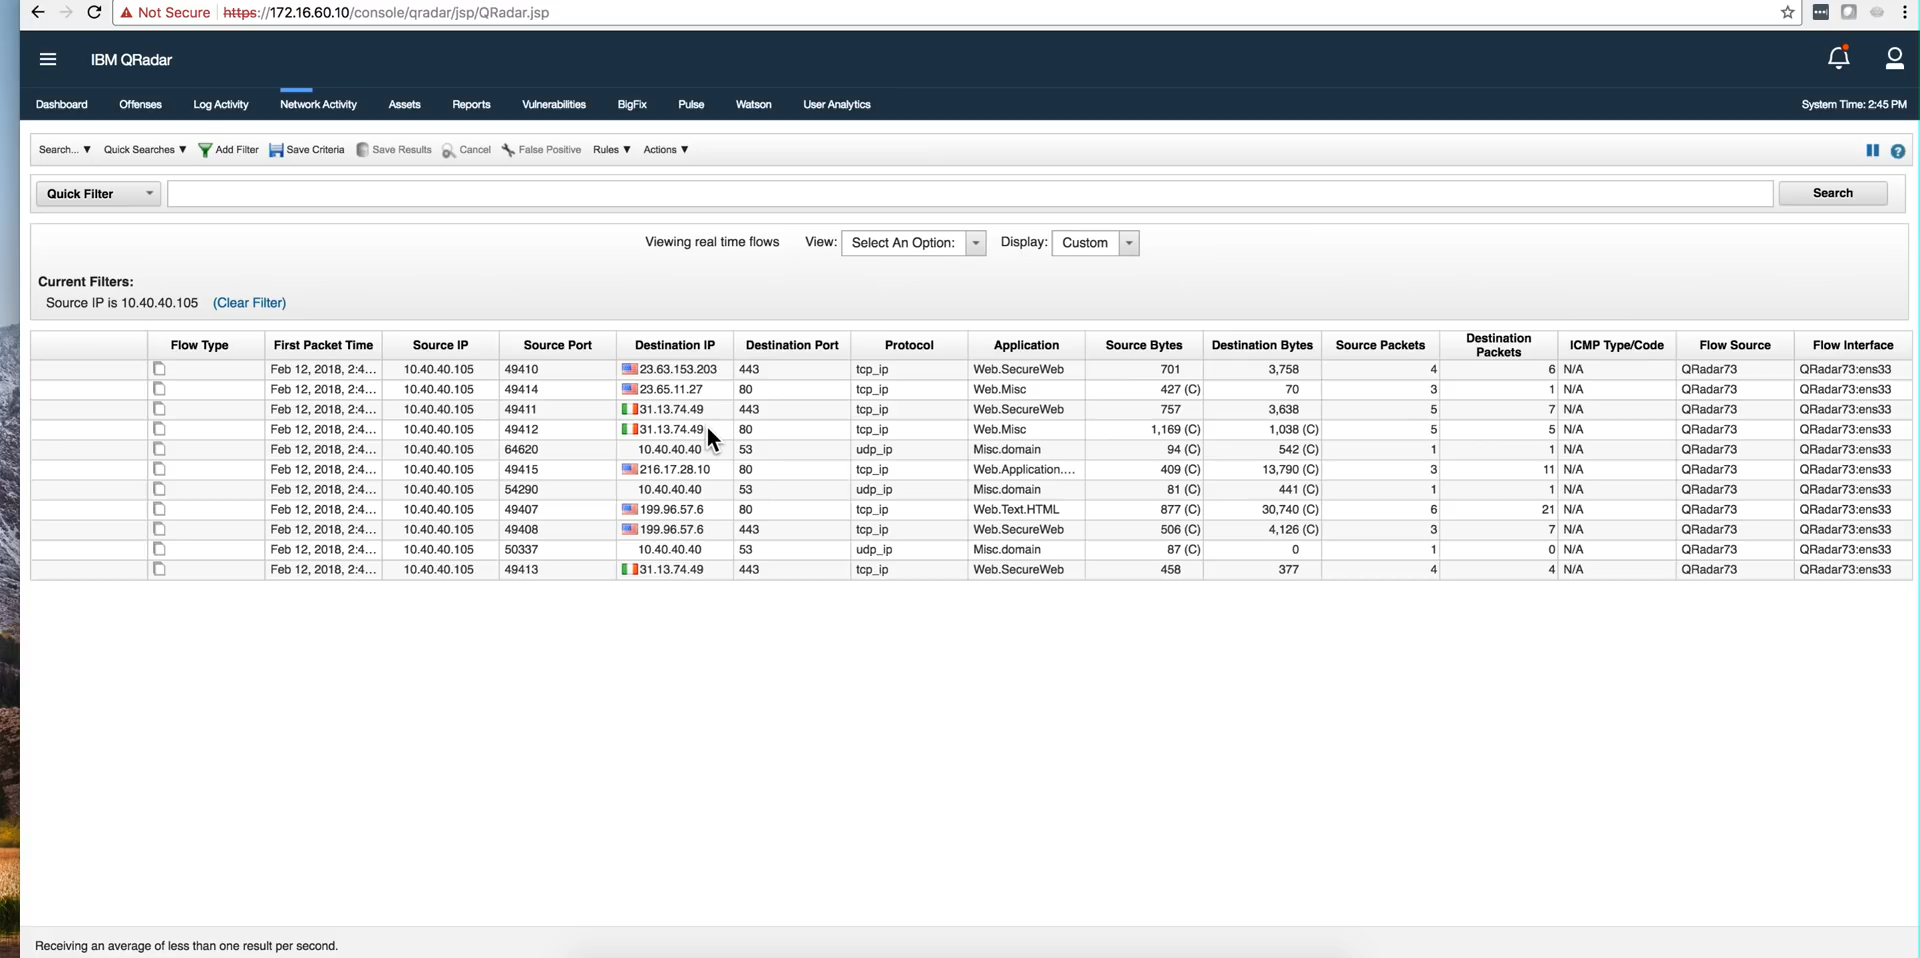 Not Secure https://172.16.60.10/console/qradar/jsp/QRadar.jsp
IBM QRadar
Dashboard Offenses Log Activity Network Activity Assets Reports Vulnerabilities BigFix Pulse Watson User Analytics System Time: 2:45 PM
Search... ▼ Quick Searches ▼ Add Filter Save Criteria Save Results Cancel False Positive Rules ▼ Actions ▼
Quick Filter Search
Viewing real time flows View: Select An Option: Display: Custom
Current Filters:
Source IP is 10.40.40.105 (Clear Filter)
Flow Type First Packet Time Source IP Source Port Destination IP Destination Port Protocol Application Source Bytes Destination Bytes Source Packets Destination Packets ICMP Type/Code Flow Source Flow Interface
Feb 12, 2018, 2:4... 10.40.40.105 49410 23.63.153.203 443 tcp_ip Web.SecureWeb 701 3,758 4 6 N/A QRadar73 QRadar73:ens33
Feb 12, 2018, 2:4... 10.40.40.105 49414 23.65.11.27 80 tcp_ip Web.Misc 427 (C) 70 3 1 N/A QRadar73 QRadar73:ens33
Feb 12, 2018, 2:4... 10.40.40.105 49411 31.13.74.49 443 tcp_ip Web.SecureWeb 757 3,638 5 7 N/A QRadar73 QRadar73:ens33
Feb 12, 2018, 2:4... 10.40.40.105 49412 31.13.74.49 80 tcp_ip Web.Misc 1,169 (C) 1,038 (C) 5 5 N/A QRadar73 QRadar73:ens33
Feb 12, 2018, 2:4... 10.40.40.105 64620 10.40.40.40 53 udp_ip Misc.domain 94 (C) 542 (C) 1 1 N/A QRadar73 QRadar73:ens33
Feb 12, 2018, 2:4... 10.40.40.105 49415 216.17.28.10 80 tcp_ip Web.Application.... 409 (C) 13,790 (C) 3 11 N/A QRadar73 QRadar73:ens33
Feb 12, 2018, 2:4... 10.40.40.105 54290 10.40.40.40 53 udp_ip Misc.domain 81 (C) 441 (C) 1 1 N/A QRadar73 QRadar73:ens33
Feb 12, 2018, 2:4... 10.40.40.105 49407 199.96.57.6 80 tcp_ip Web.Text.HTML 877 (C) 30,740 (C) 6 21 N/A QRadar73 QRadar73:ens33
Feb 12, 2018, 2:4... 10.40.40.105 49408 199.96.57.6 443 tcp_ip Web.SecureWeb 506 (C) 4,126 (C) 3 7 N/A QRadar73 QRadar73:ens33
Feb 12, 2018, 2:4... 10.40.40.105 50337 10.40.40.40 53 udp_ip Misc.domain 87 (C) 0 1 0 N/A QRadar73 QRadar73:ens33
Feb 12, 2018, 2:4... 10.40.40.105 49413 31.13.74.49 443 tcp_ip Web.SecureWeb 458 377 4 4 N/A QRadar73 QRadar73:ens33
Receiving an average of less than one result per second.